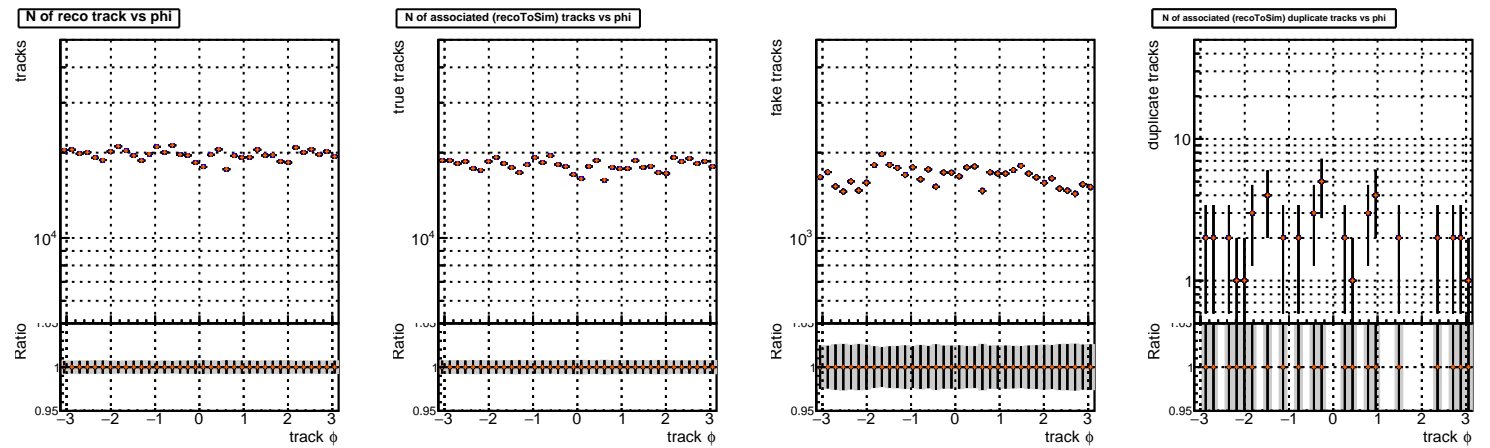 N of reco track vs phi
N of associated (recoToSim) tracks vs phi
N of associated (recoToSim) duplicate tracks vs phi
tracks
true tracks
fake tracks
duplicate tracks
10⁴
10⁴
10³
10
1
Ratio
1
0.95
−3 −2 −1 0 1 2 3
track ϕ
Ratio
1
0.95
−3 −2 −1 0 1 2 3
track ϕ
Ratio
1
0.95
−3 −2 −1 0 1 2 3
track ϕ
Ratio
1
0.95
−3 −2 −1 0 1 2 3
track ϕ